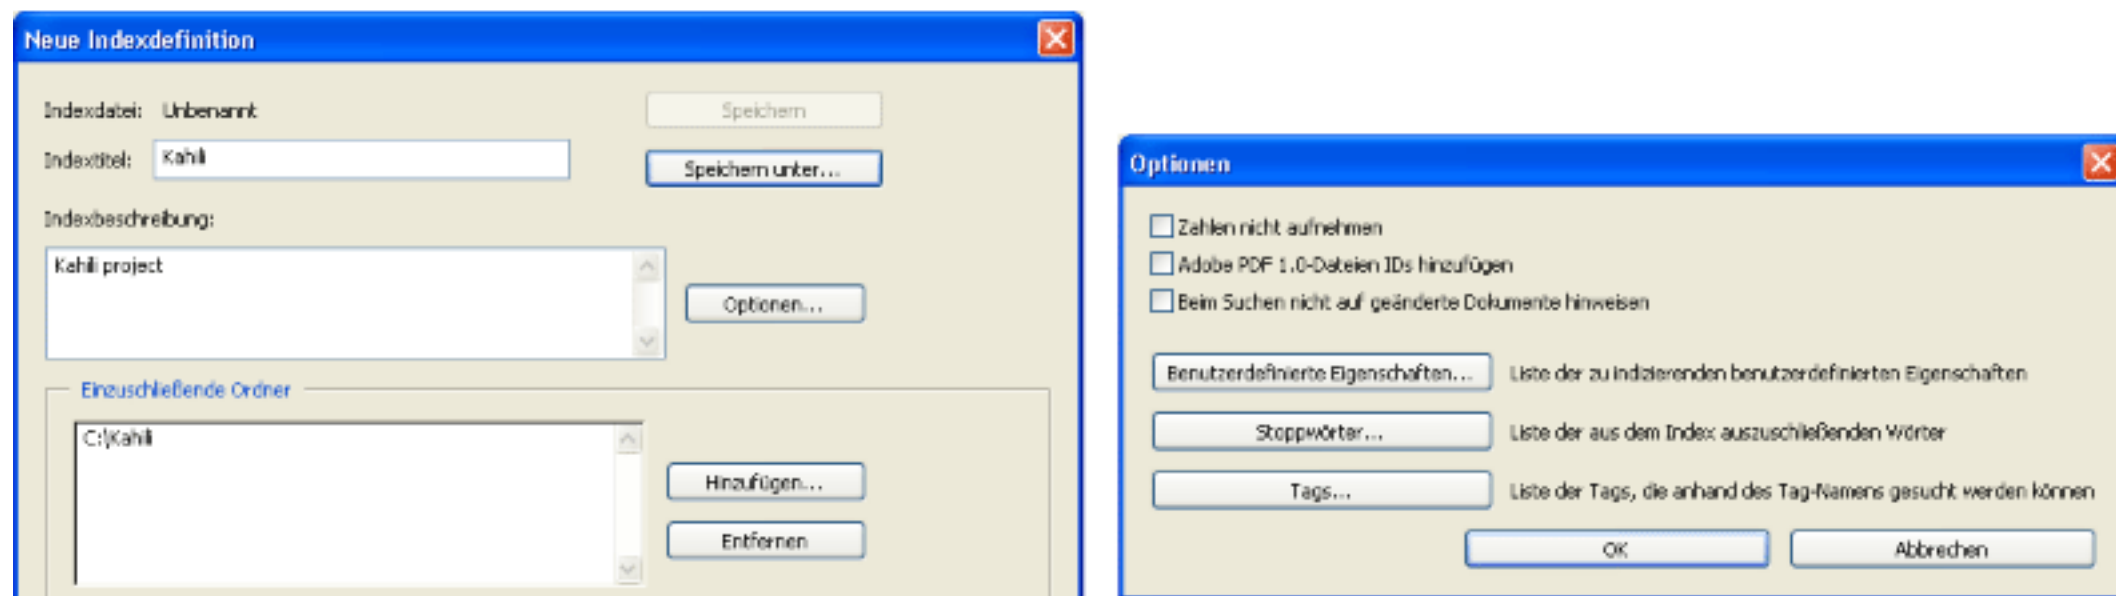 Neue Indexdefinition
Indexdatei: Unbenannt
Speichern
Indextitel: Kahili
Speichern unter...
Indexbeschreibung:
Kahili project
Optionen...
Einzuschließende Ordner
C:\Kahili
Hinzufügen...
Entfernen
Optionen
Zahlen nicht aufnehmen
Adobe PDF 1.0-Dateien IDs hinzufügen
Beim Suchen nicht auf geänderte Dokumente hinweisen
Benutzerdefinierte Eigenschaften... Liste der zu indizierenden benutzerdefinierten Eigenschaften
Stoppwörter... Liste der aus dem Index auszuschließenden Wörter
Tags... Liste der Tags, die anhand des Tag-Namens gesucht werden können
OK Abbrechen